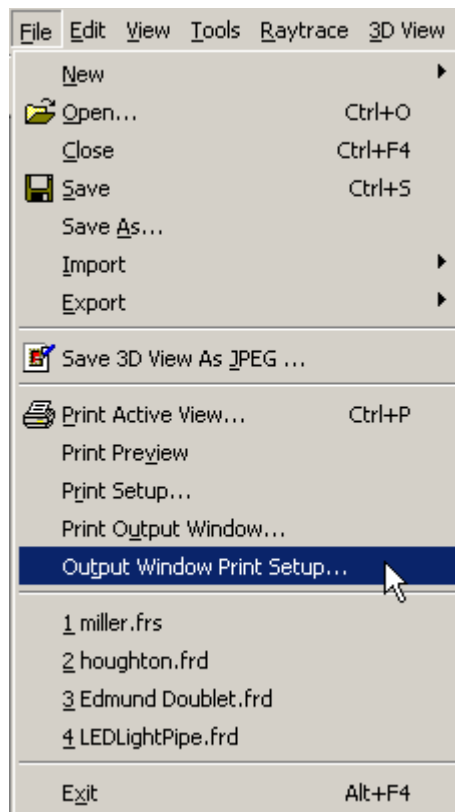 File Edit View Tools Raytrace 3D View
New
Open... Ctrl+O
Close Ctrl+F4
Save Ctrl+S
Save As...
Import
Export
Save 3D View As JPEG ...
Print Active View... Ctrl+P
Print Preview
Print Setup...
Print Output Window...
Output Window Print Setup...
1 miller.frs
2 houghton.frd
3 Edmund Doublet.frd
4 LEDLightPipe.frd
Exit Alt+F4